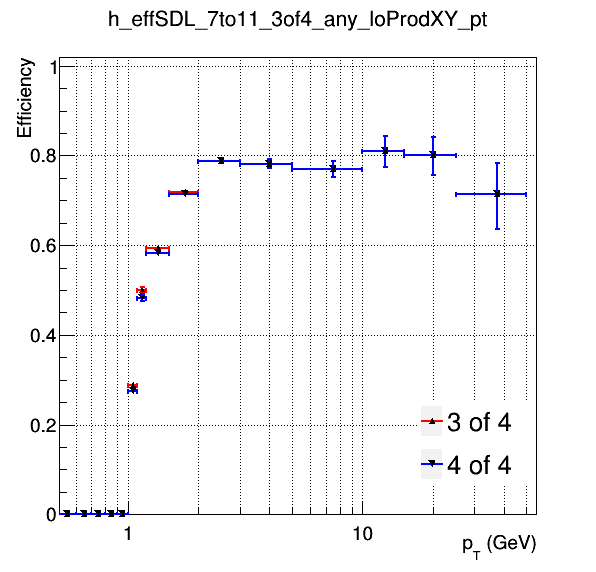 h_effSDL_7to11_3of4_any_loProdXY_pt
Efficiency
1
0.8
0.6
0.4
0.2
0
3 of 4
4 of 4
1 10
p_T (GeV)